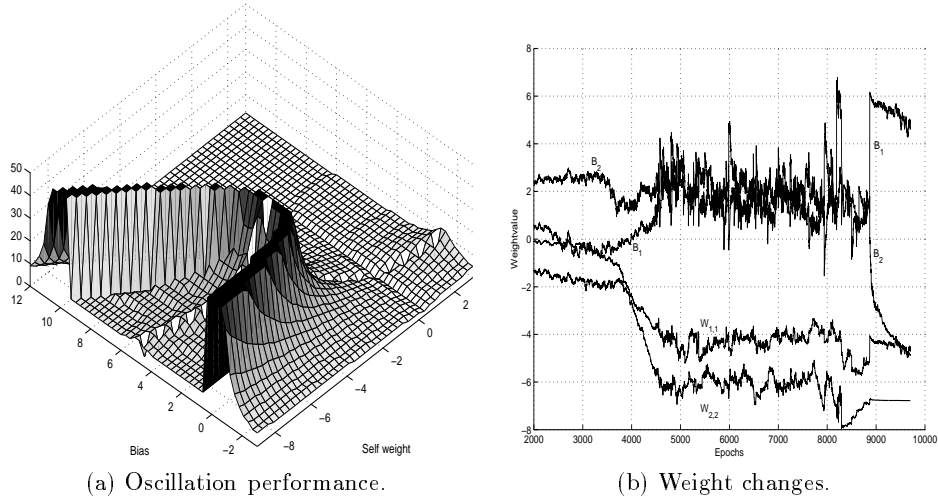 50
40
30
20
10
0
12
10
8
6
4
2
0
−2
Bias
−8
−6
−4
−2
0
2
Self weight
(a) Oscillation performance.
8
6
4
2
0
−2
−4
−6
−8
Weightvalue
2000 3000 4000 5000 6000 7000 8000 9000 10000
Epochs
B2
B1
B1
B2
W1,1
W2,2
(b) Weight changes.